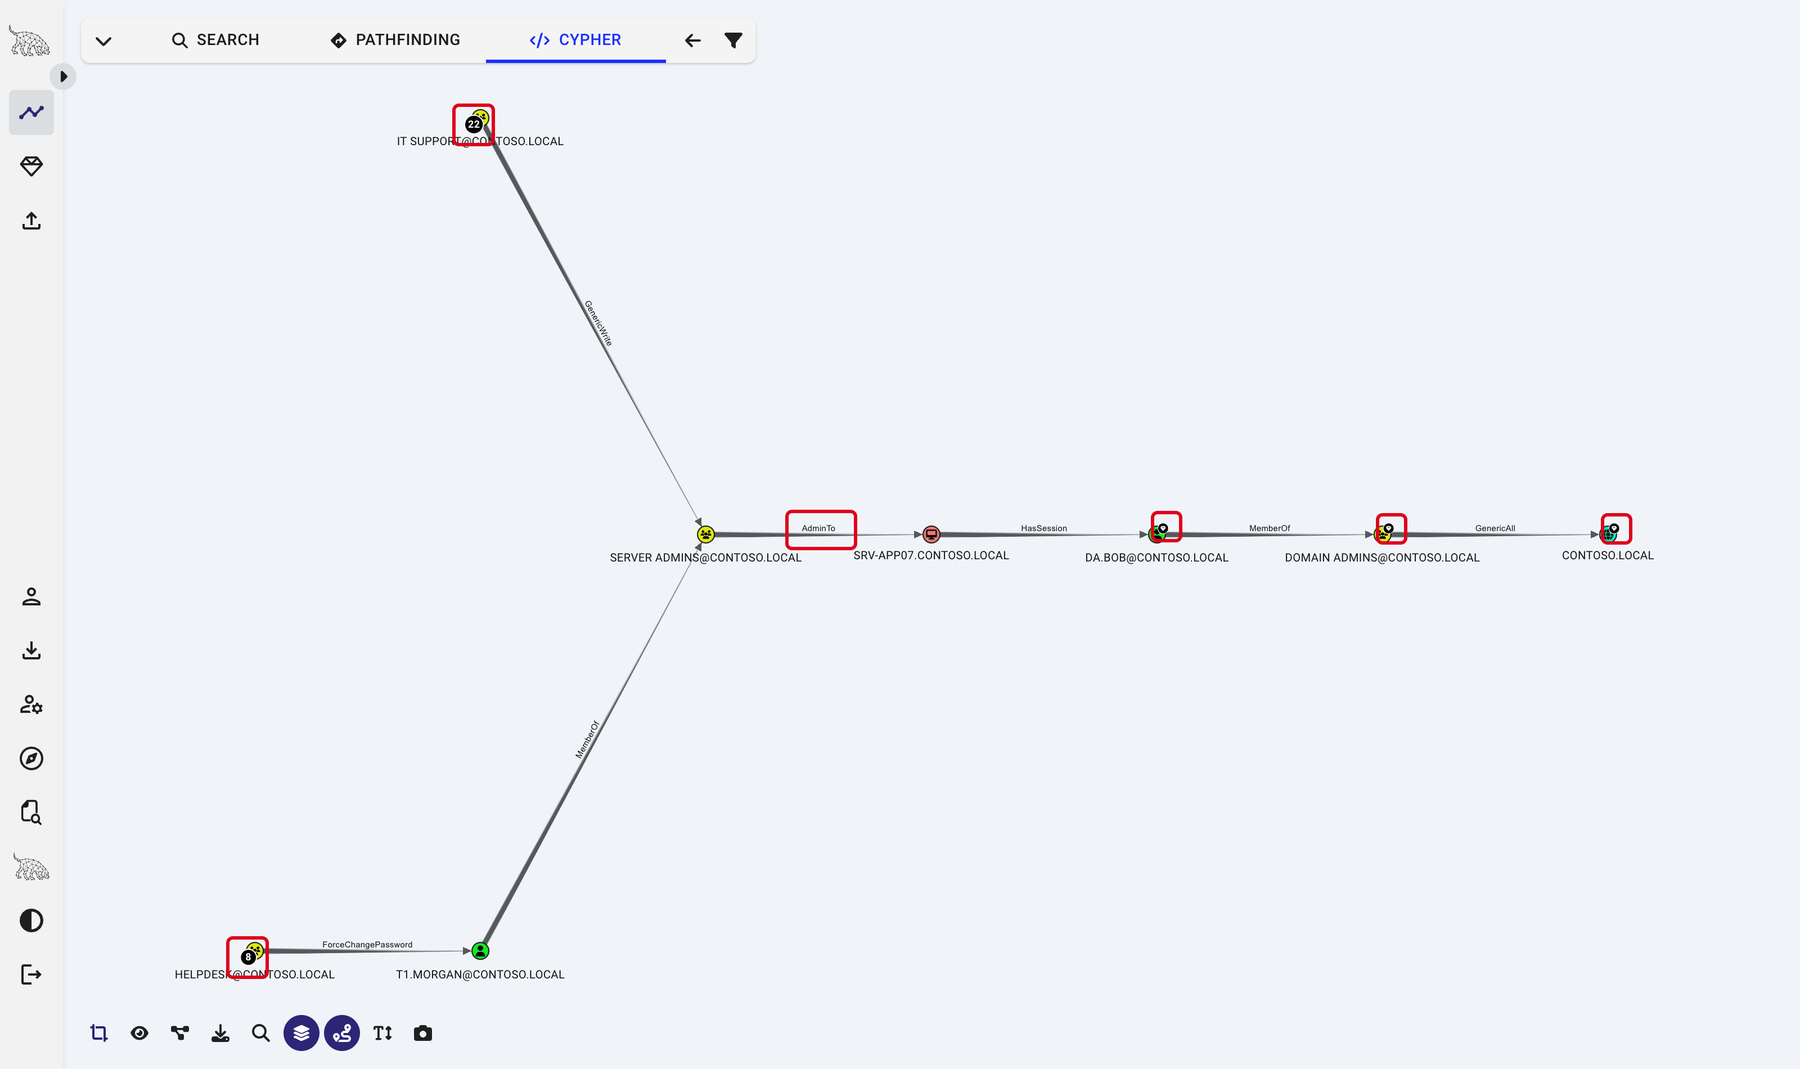 SEARCH
PATHFINDING
</> CYPHER
22
IT SUPPORT@CONTOSO.LOCAL
GenericWrite
AdminTo
HasSession
MemberOf
GenericAll
SERVER ADMINS@CONTOSO.LOCAL
SRV-APP07.CONTOSO.LOCAL
DA.BOB@CONTOSO.LOCAL
DOMAIN ADMINS@CONTOSO.LOCAL
CONTOSO.LOCAL
MemberOf
8
ForceChangePassword
HELPDESK@CONTOSO.LOCAL
T1.MORGAN@CONTOSO.LOCAL